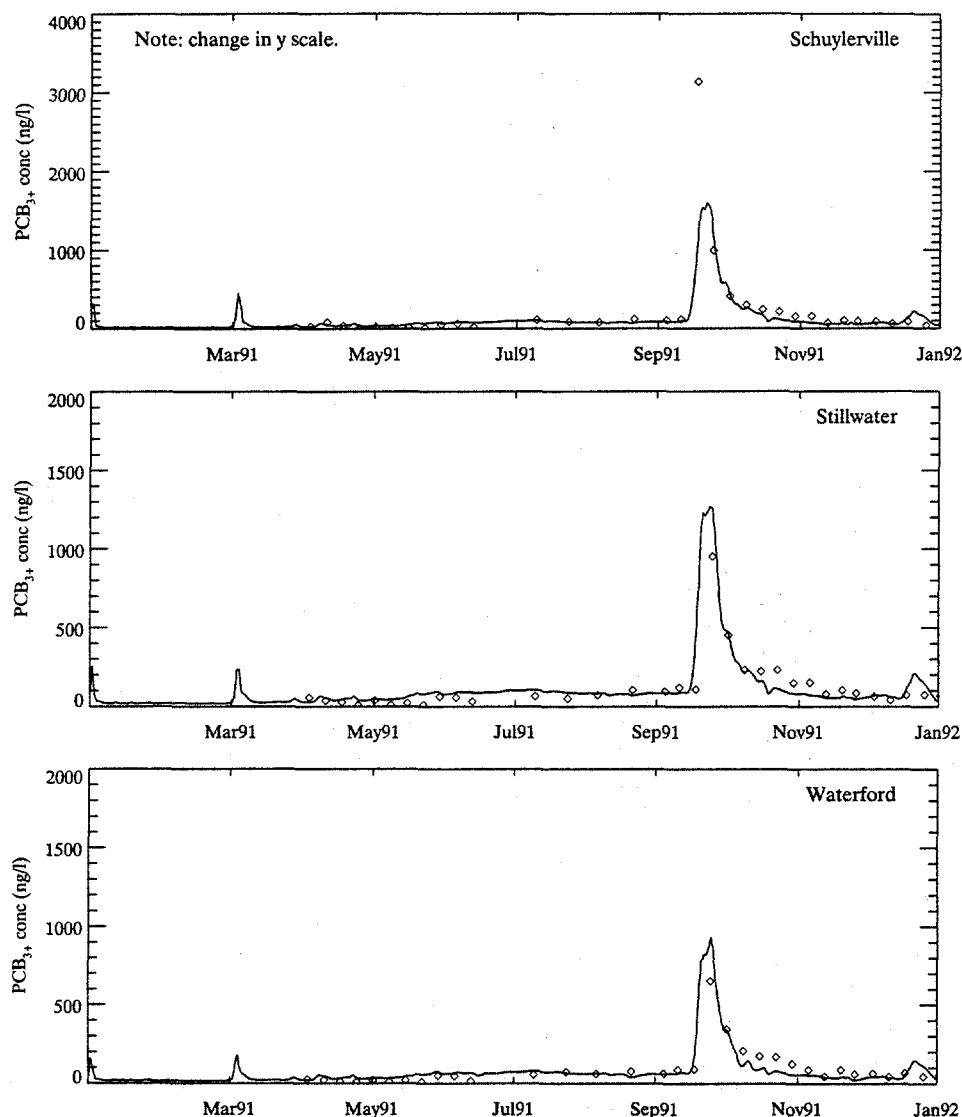 4000
Note: change in y scale.
Schuylerville
3000
2000
1000
0
PCB3+ conc (ng/l)
Mar91 May91 Jul91 Sep91 Nov91 Jan92
2000
Stillwater
1500
1000
500
0
PCB3+ conc (ng/l)
Mar91 May91 Jul91 Sep91 Nov91 Jan92
2000
Waterford
1500
1000
500
0
PCB3+ conc (ng/l)
Mar91 May91 Jul91 Sep91 Nov91 Jan92